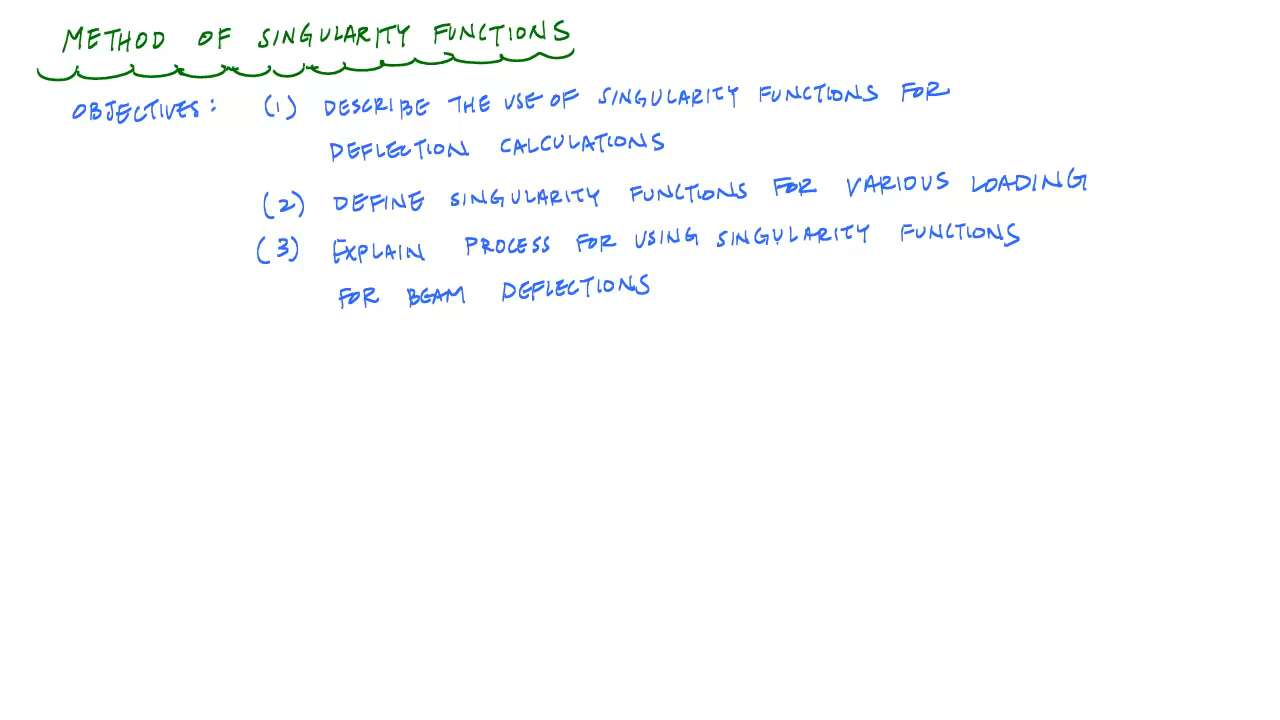 METHOD OF SINGULARITY FUNCTIONS
OBJECTIVES: (1) DESCRIBE THE USE OF SINGULARITY FUNCTIONS FOR
DEFLECTION CALCULATIONS
(2) DEFINE SINGULARITY FUNCTIONS FOR VARIOUS LOADING
(3) EXPLAIN PROCESS FOR USING SINGULARITY FUNCTIONS
FOR BEAM DEFLECTIONS